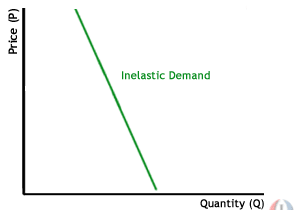 Price (P)
Inelastic Demand
Quantity (Q)